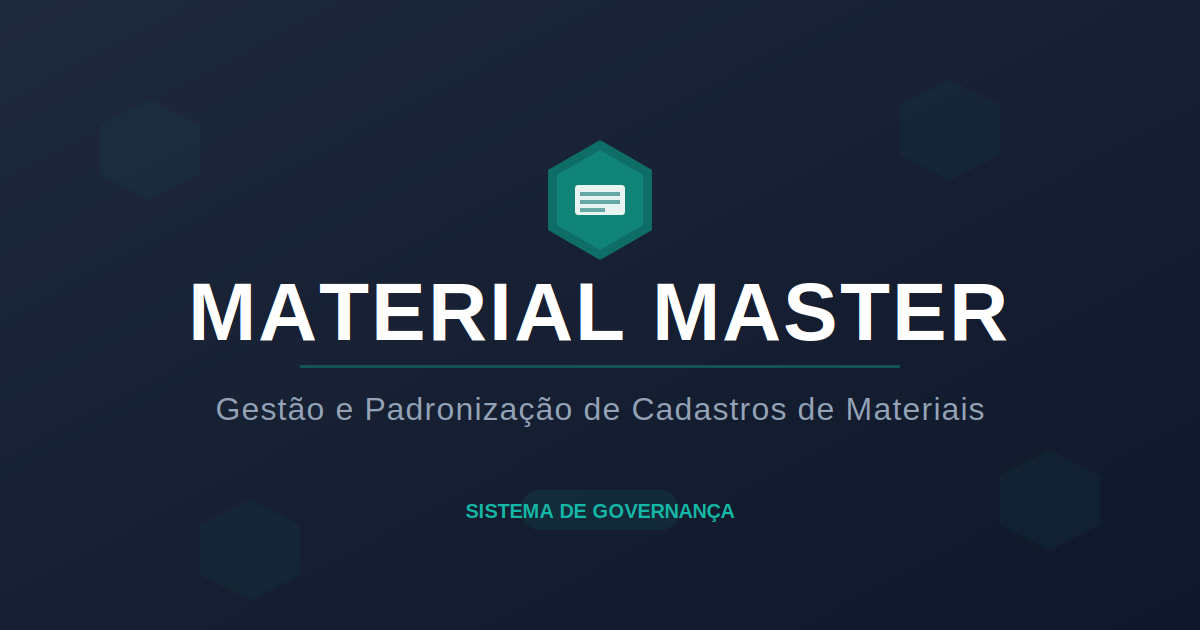 MATERIAL MASTER
Gestão e Padronização de Cadastros de Materiais
SISTEMA DE GOVERNANÇA